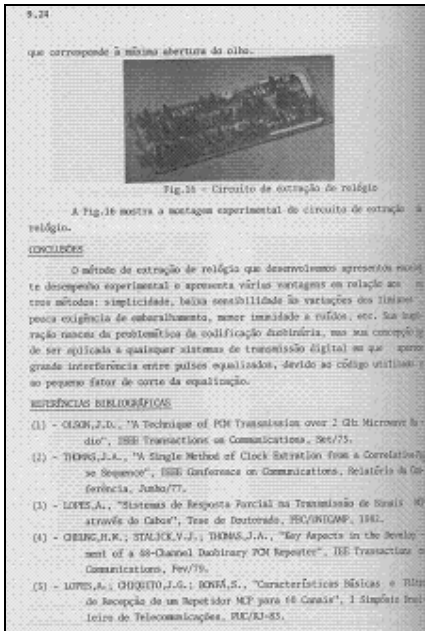 9.24
que corresponde à mínima abertura do olho.
Fig.16 - Circuito de extração de relógio
A Fig.16 mostra a montagem experimental do circuito de extração
relógio.
CONCLUSÕES
O método de extração de relógio que desenvolvemos apresentou
te desempenho experimental e apresenta várias vantagens em relação aos
tros métodos: simplicidade, baixa sensibilidade às variações dos limiares
pouca exigência de embaralhamento, menor imunidade a ruídos, etc. Sua
ração nasceu da problemática da codificação duobinária, mas sua concepção
de ser aplicada a quaisquer sistemas de transmissão digital em que
grande interferência entre pulsos equalizados, devido ao código utilizado
ao pequeno fator de corte da equalização.
REFERÊNCIAS BIBLIOGRÁFICAS
(1) - OLSON,J.D., "A Technique of PCM Transmission over 2 GHz Microwave
dio", IEEE Transactions on Communications, Set/75.
(2) - THOMAS,J.A., "A Single Method of Clock Extration from a Correlative
se Sequence", IEEE Conference on Communications, Relatório da
ferência, Junho/77.
(3) - LOPES,A., "Sistemas de Resposta Parcial na Transmissão de Sinais
através de Cabos", Tese de Doutorado, FEC/UNICAMP, 1982.
(4) - CHEUNG,H.W.; STALICK,V.J.; THOMAS,J.A., "Key Aspects in the Develop
ment of a 48-Channel Duobinary PCM Repeater", IEE Transactions
Communications, Fev/79.
(5) - LOPES,A.; CHIQUITO,J.G.; BONFÁ,S., "Características Básicas e
de Recepção de um Repetidor MCP para 60 Canais", I Simpósio
leiro de Telecomunicações, PUC/RJ-83.